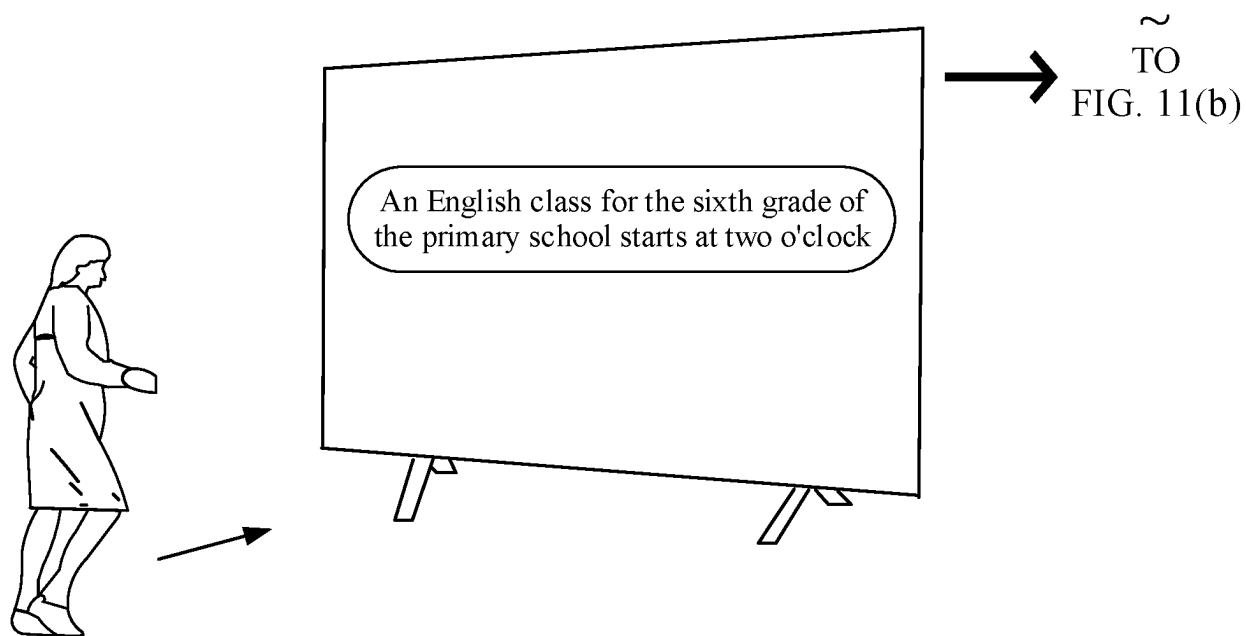 An English class for the sixth grade of
the primary school starts at two o'clock
~
TO
FIG. 11(b)